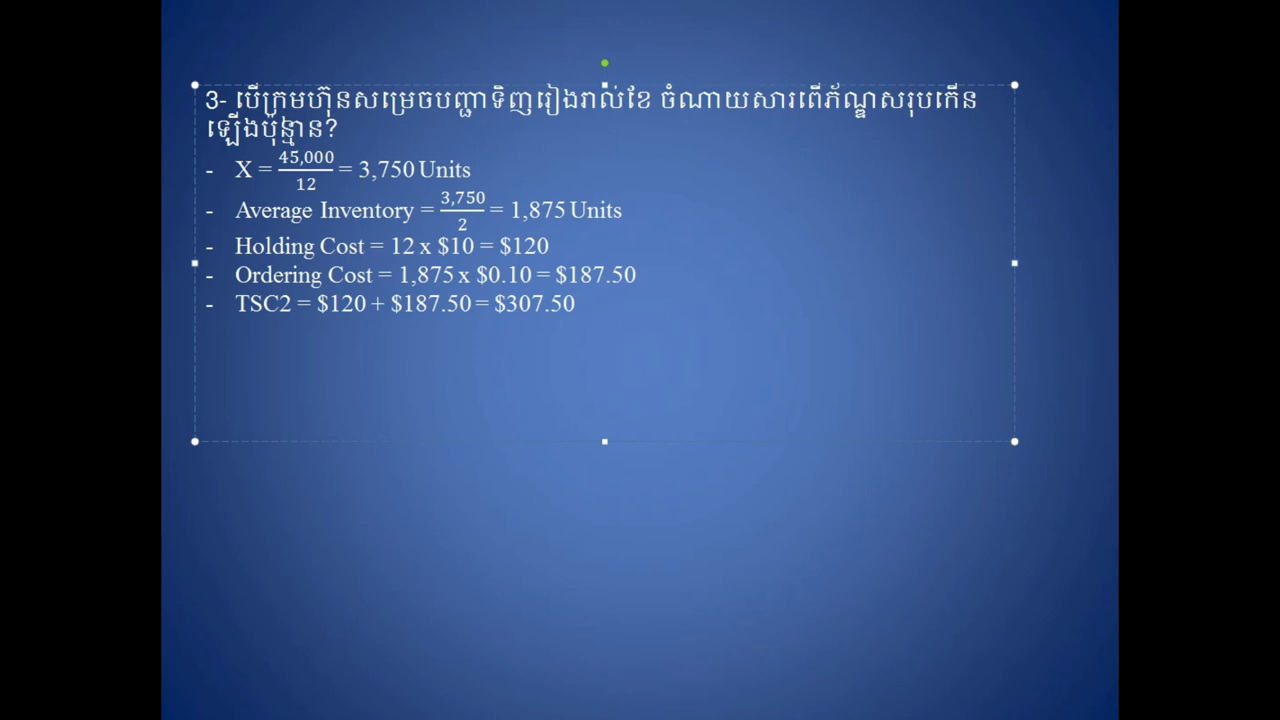 3- បើក្រុមហ៊ុនសម្រេចបញ្ជាទិញរៀងរាល់ខែ ចំណាយសារពើភ័ណ្ឌសរុបកើន
ឡើងប៉ុន្មាន?
- X = 45,000/12 = 3,750 Units
- Average Inventory = 3,750/2 = 1,875 Units
- Holding Cost = 12 x $10 = $120
- Ordering Cost = 1,875 x $0.10 = $187.50
- TSC2 = $120 + $187.50 = $307.50